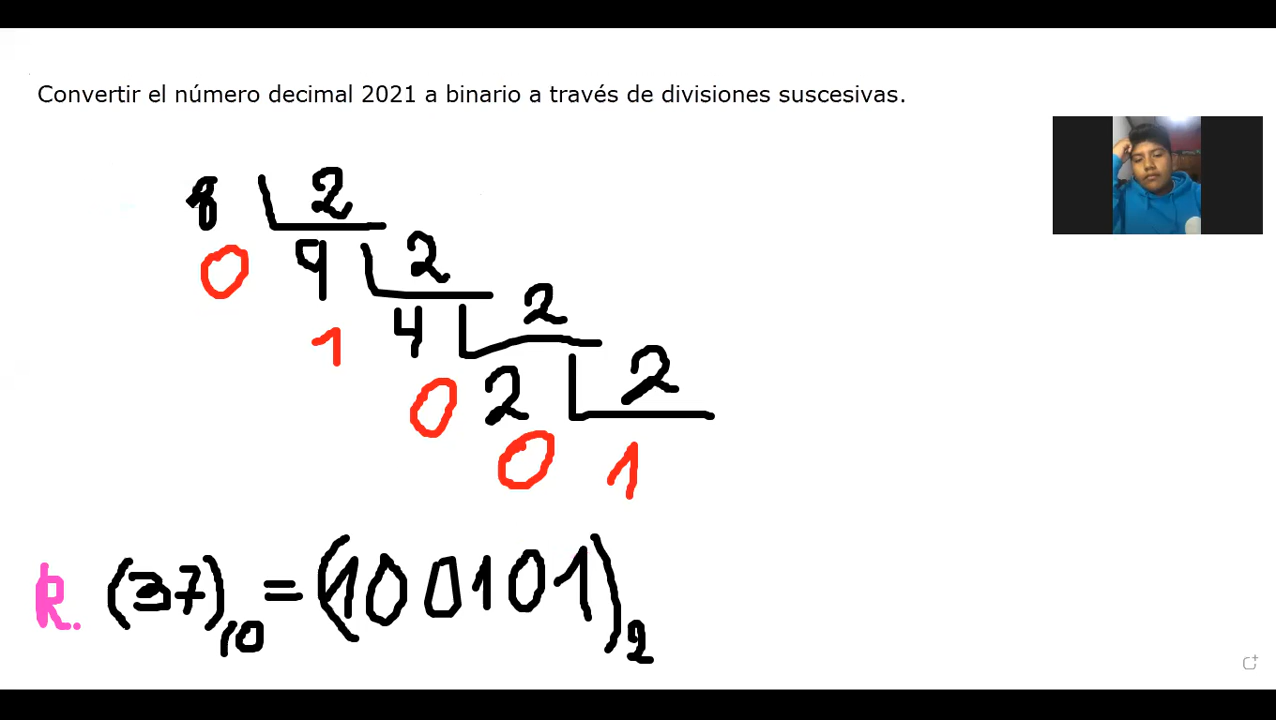 Convertir el número decimal 2021 a binario a través de divisiones suscesivas.
8 2
0 9 2
1 4 2
0 2 2
0 1
R. (37)10 = (100101)2